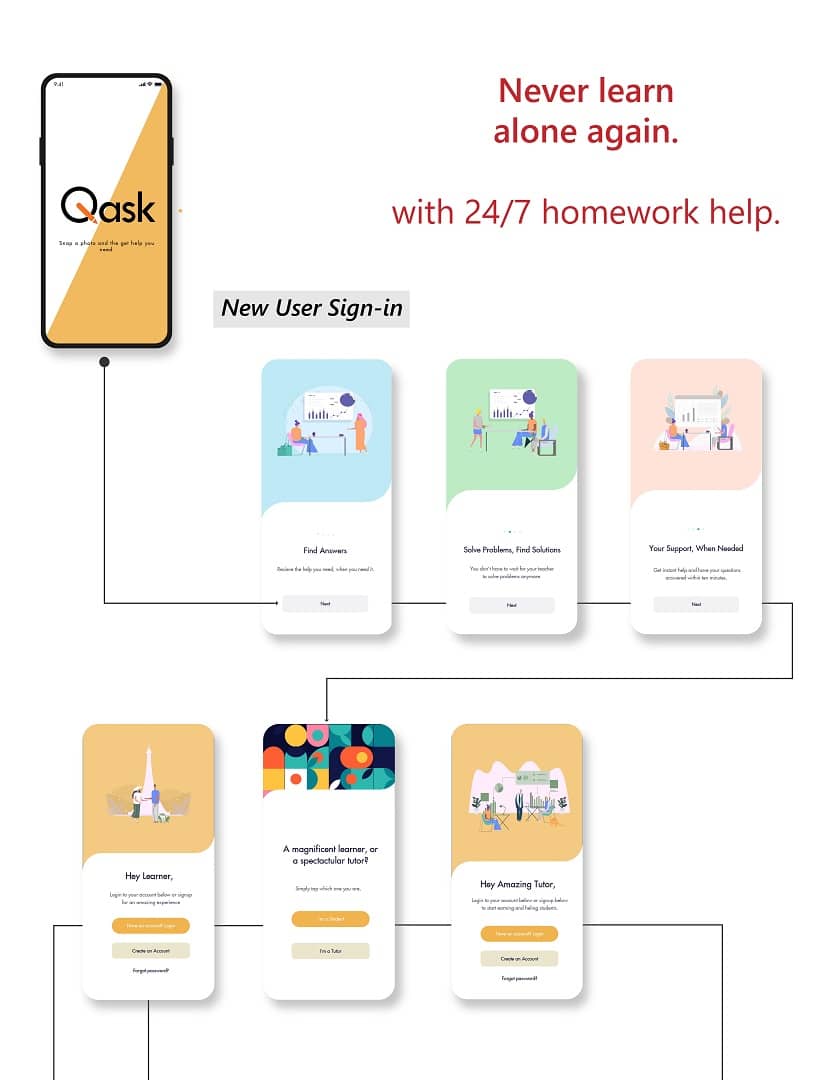 9:41
Qask
Snap a photo and the get help you
need
Never learn
alone again.
with 24/7 homework help.
New User Sign-in
Find Answers
Recieve the help you need, when you need it.
Next
Solve Problems, Find Solutions
You don't have to wait for your teacher
to solve problems anymore
Next
Your Support, When Needed
Get instant help and have your questions
answered within ten minutes.
Next
Hey Learner,
Login to your account below or signup
for an amazing experience
Have an account? Login
Create an Account
Forgot password?
A magnificent learner, or
a spectactular tutor?
Simply tap which one you are.
I'm a Student
I'm a Tutor
Hey Amazing Tutor,
Login to your account below or signup below
to start earning and heling students.
Have an account? Login
Create an Account
Forgot password?